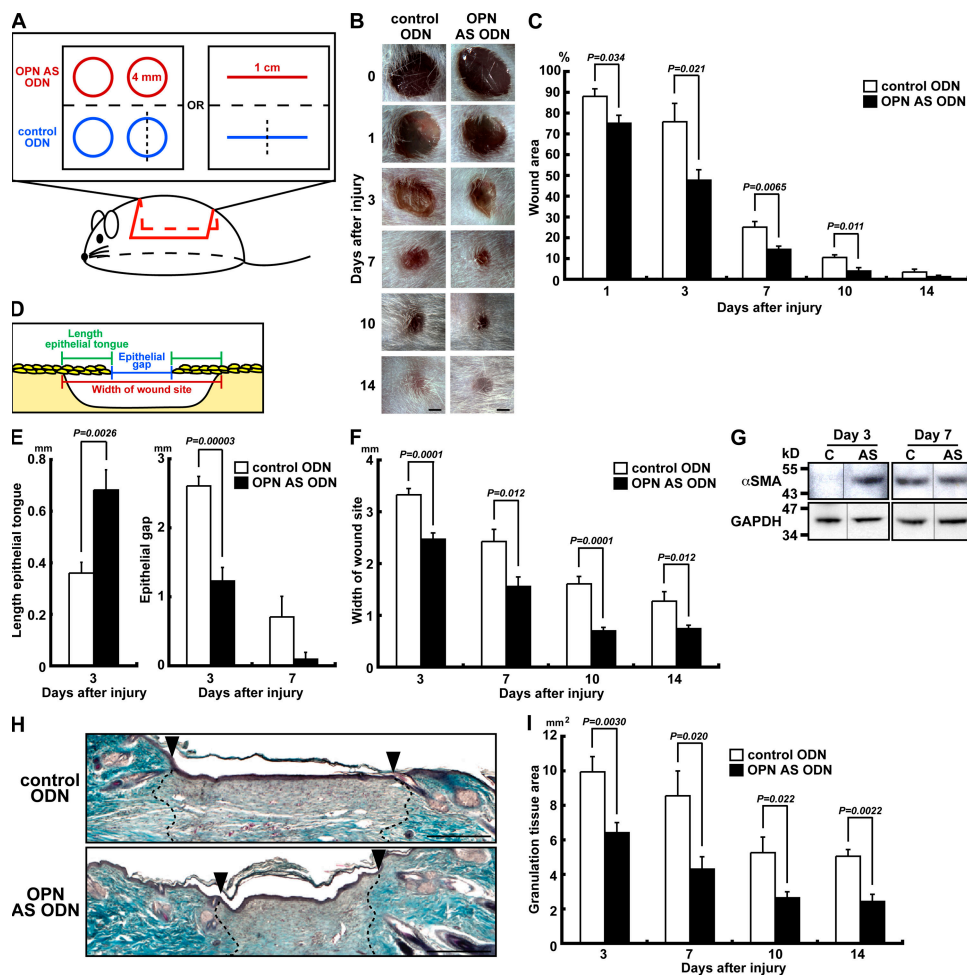 A
OPN AS
ODN
4 mm
1 cm
OR
control
ODN
B
control
ODN
OPN
AS ODN
Days after injury
0
1
3
7
10
14
C
%
100
90
80
70
60
50
40
30
20
10
0
Wound area
P=0.034
P=0.021
P=0.0065
P=0.011
control ODN
OPN AS ODN
1 3 7 10 14
Days after injury
D
Length
epithelial tongue
Epithelial
gap
Width of wound site
E
mm
0.8
0.6
0.4
0.2
0
Length epithelial tongue
P=0.0026
3
Days after injury
mm
3
2
1
0
Epithelial gap
P=0.00003
control ODN
OPN AS ODN
3 7
Days after injury
F
mm
4
3
2
1
0
Width of wound site
P=0.0001
P=0.012
P=0.0001
P=0.012
control ODN
OPN AS ODN
3 7 10 14
Days after injury
G
Day 3 Day 7
kD C AS C AS
55
αSMA
43
47
GAPDH
34
H
control
ODN
OPN
AS ODN
I
mm²
12
10
8
6
4
2
0
Granulation tissue area
P=0.0030
P=0.020
P=0.022
P=0.0022
control ODN
OPN AS ODN
3 7 10 14
Days after injury